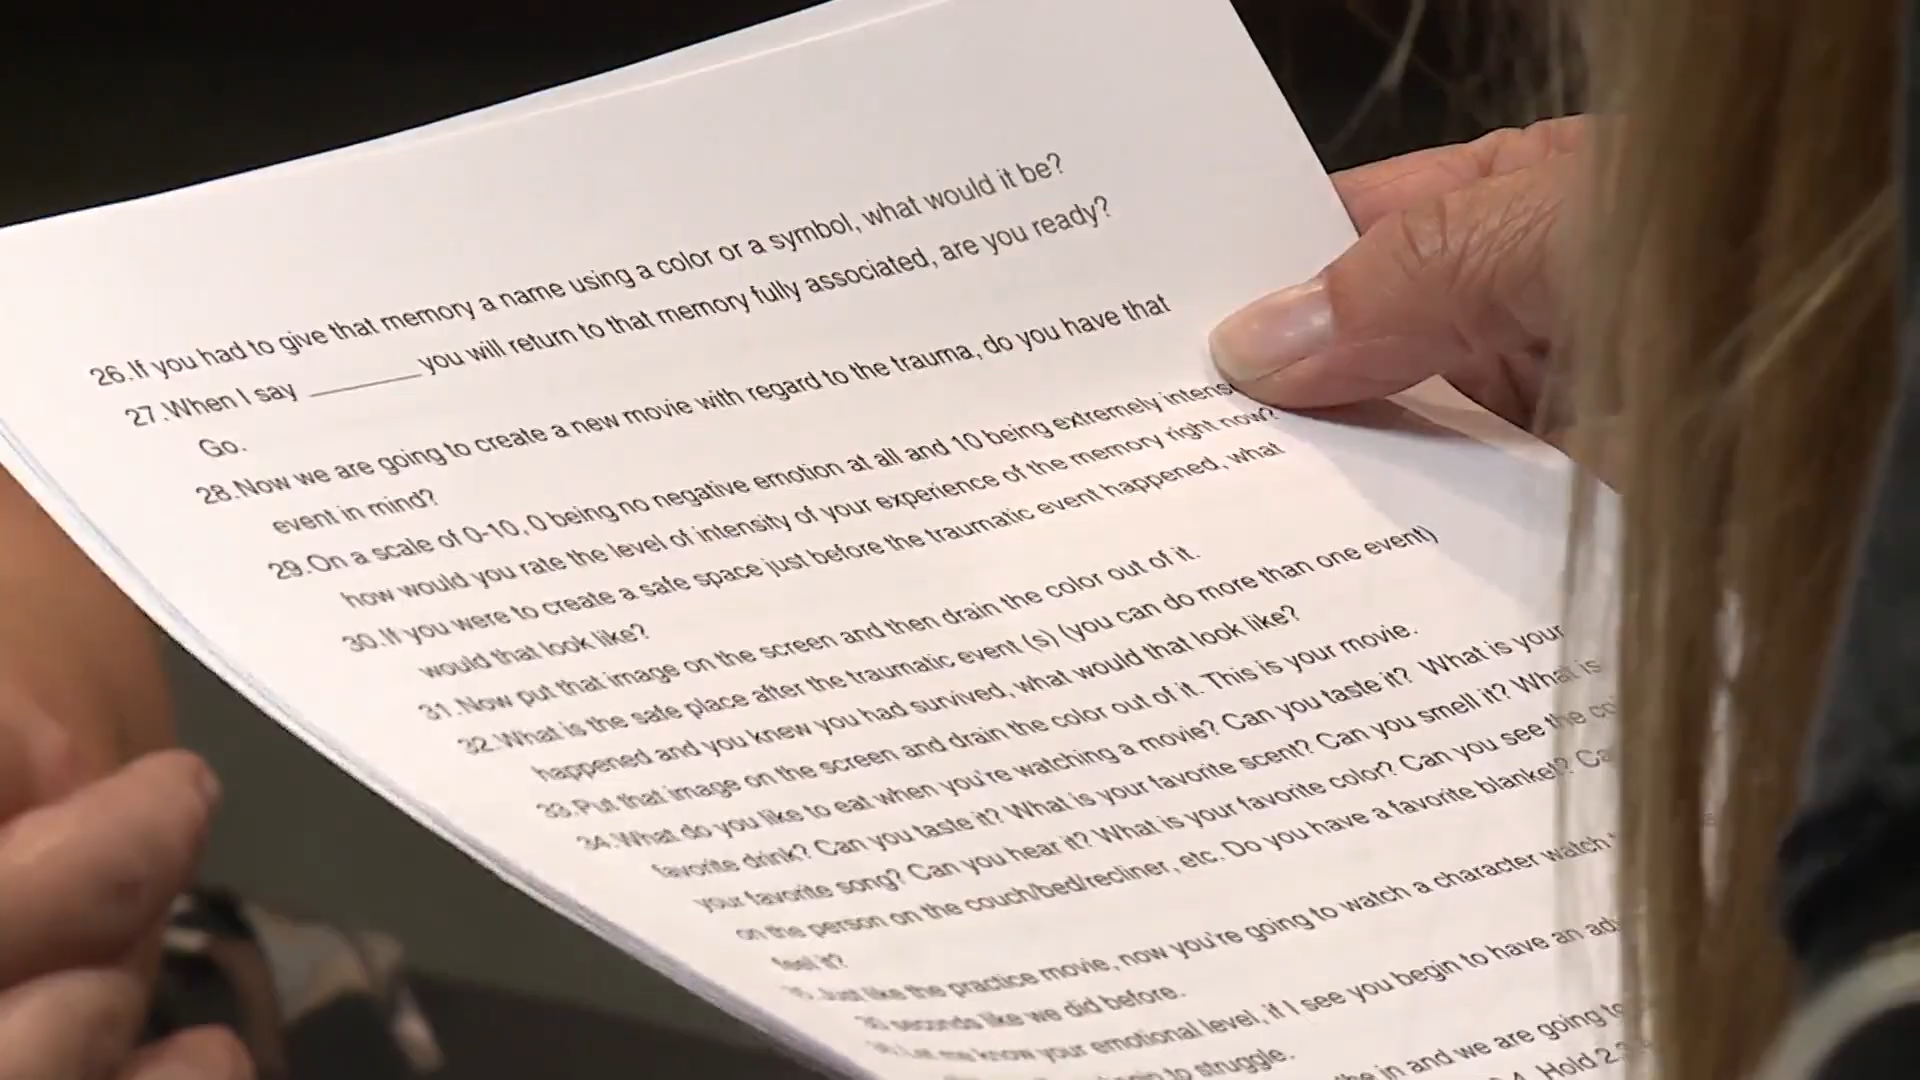 26.If you had to give that memory a name using a color or a symbol, what would it be?
27.When I say ________ you will return to that memory fully associated, are you ready?
Go.
28.Now we are going to create a new movie with regard to the trauma, do you have that
event in mind?
29.On a scale of 0-10, 0 being no negative emotion at all and 10 being extremely
how would you rate the level of intensity of your experience of the memory right now?
30.If you were to create a safe space just before the traumatic event happened, what
would that look like?
31.Now put that image on the screen and then drain the color out of it.
32.What is the safe place after the traumatic event (s) (you can do more than one event)
happened and you knew you had survived, what would that look like?
33.Put that image on the screen and drain the color out of it. This is your movie.
34.What do you like to eat when you're watching a movie? Can you taste it? What is your
favorite drink? Can you taste it? What is your favorite scent? Can you smell it? What is
your favorite song? Can you hear it? What is your favorite color? Can you see the
on the person on the couch/bed/recliner, etc. Do you have a favorite blanket?
feel it?
Just like the practice movie, now you're going to watch a character watch
30 seconds like we did before.
Let me know your emotional level, if I see you begin to have an
to struggle.
in and we are going to
Hold